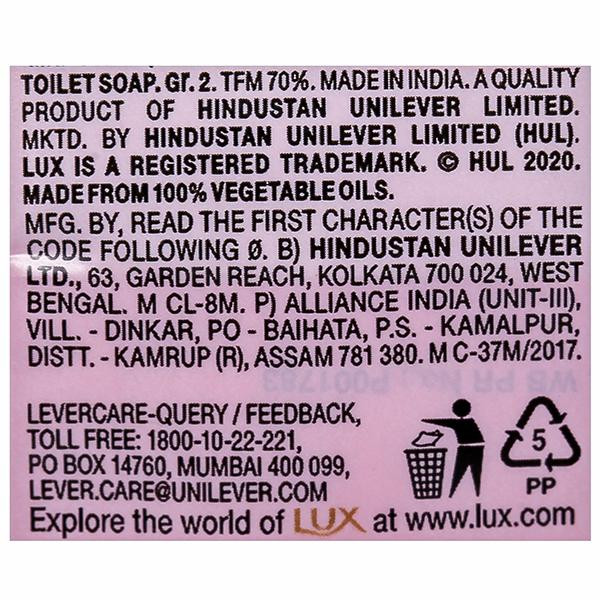 TOILET SOAP. Gr. 2. TFM 70%. MADE IN INDIA. A QUALITY
PRODUCT OF HINDUSTAN UNILEVER LIMITED.
MKTD. BY HINDUSTAN UNILEVER LIMITED (HUL).
LUX IS A REGISTERED TRADEMARK. © HUL 2020.
MADE FROM 100% VEGETABLE OILS.
MFG. BY, READ THE FIRST CHARACTER(S) OF THE
CODE FOLLOWING Ø. B) HINDUSTAN UNILEVER
LTD., 63, GARDEN REACH, KOLKATA 700 024, WEST
BENGAL. M CL-8M. P) ALLIANCE INDIA (UNIT-III),
VILL. - DINKAR, PO - BAIHATA, P.S. - KAMALPUR,
DISTT. - KAMRUP (R), ASSAM 781 380. M C-37M/2017.
WB PR No.: P001783
LEVERCARE-QUERY / FEEDBACK,
TOLL FREE: 1800-10-22-221,
PO BOX 14760, MUMBAI 400 099,
LEVER.CARE@UNILEVER.COM
5
PP
Explore the world of LUX at www.lux.com